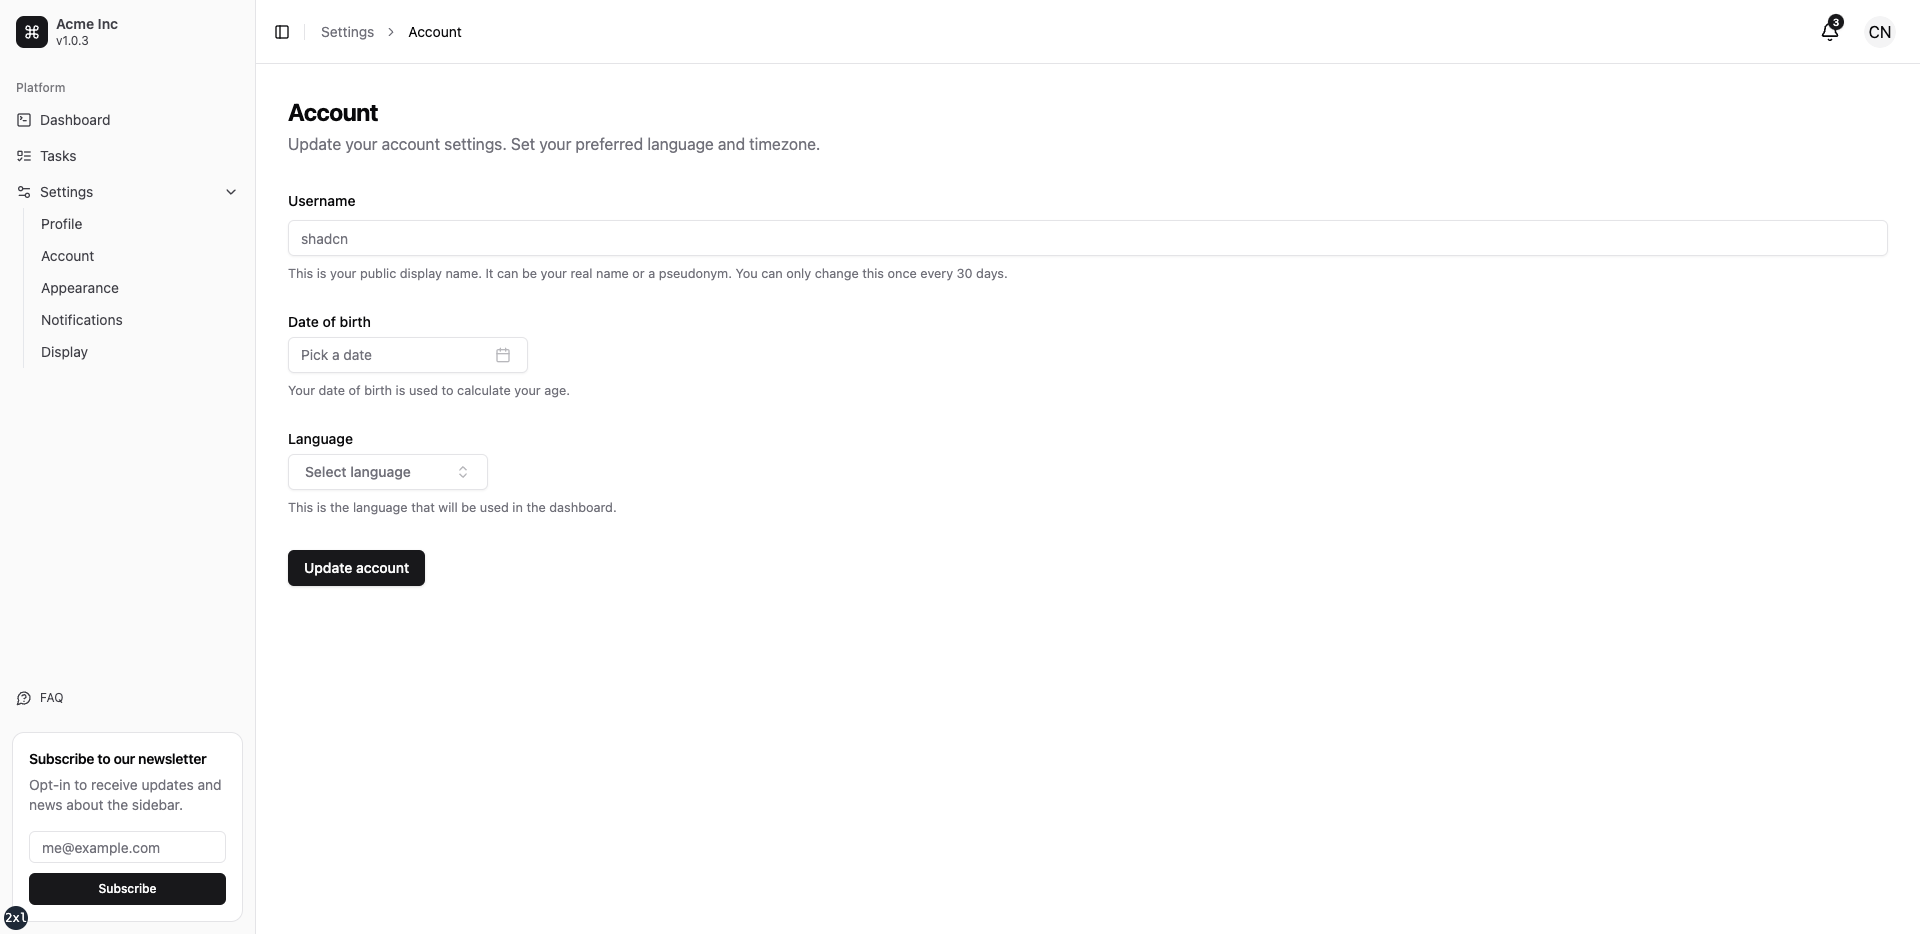 Acme Inc
v1.0.3
Platform
Dashboard
Tasks
Settings
Profile
Account
Appearance
Notifications
Display
FAQ
Subscribe to our newsletter
Opt-in to receive updates and
news about the sidebar.
me@example.com
Subscribe
2xl
Settings
Account
3
CN
Account
Update your account settings. Set your preferred language and timezone.
Username
shadcn
This is your public display name. It can be your real name or a pseudonym. You can only change this once every 30 days.
Date of birth
Pick a date
Your date of birth is used to calculate your age.
Language
Select language
This is the language that will be used in the dashboard.
Update account